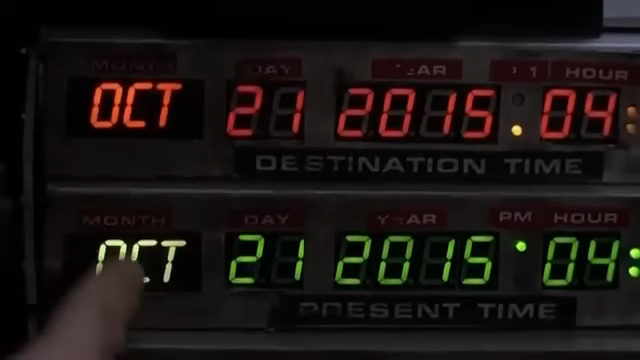 MONTH DAY HOUR
OCT 21 2015 04
DESTINATION TIME
MONTH DAY YEAR PM HOUR
OCT 21 2015 04
PRESENT TIME